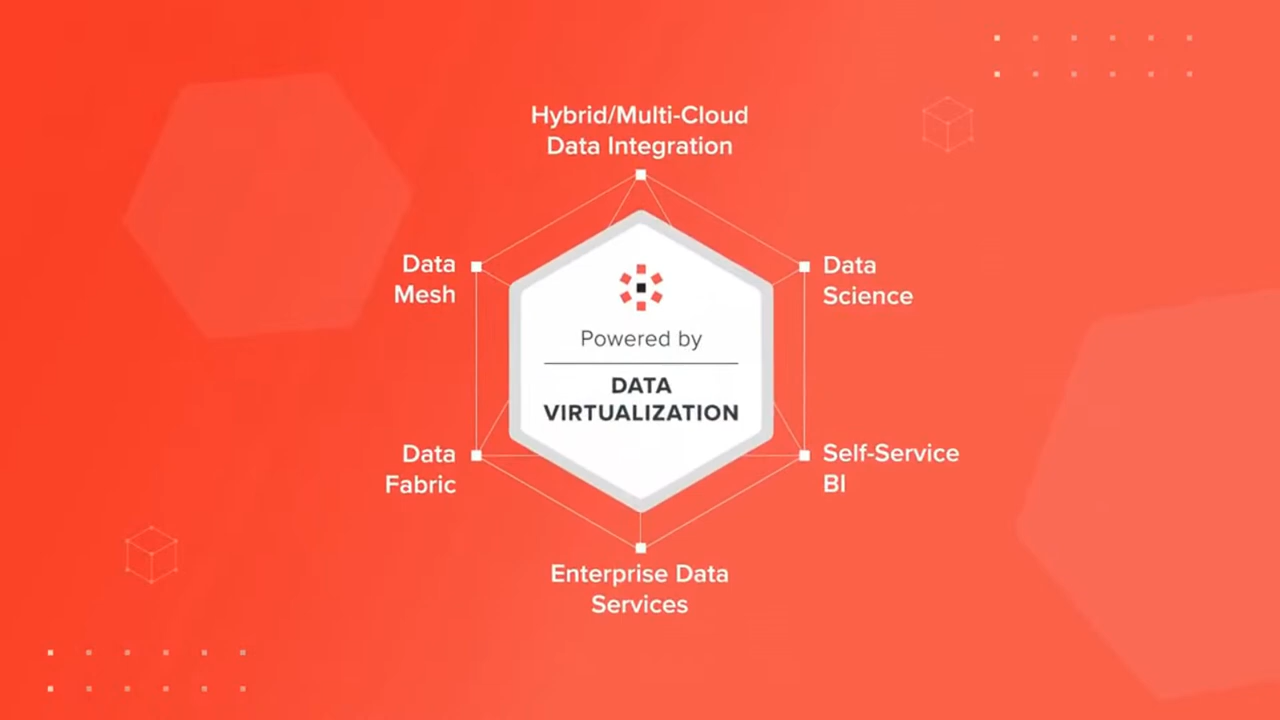 Hybrid/Multi-Cloud
Data Integration
Data
Mesh
Data
Science
Powered by
DATA
VIRTUALIZATION
Data
Fabric
Self-Service
BI
Enterprise Data
Services